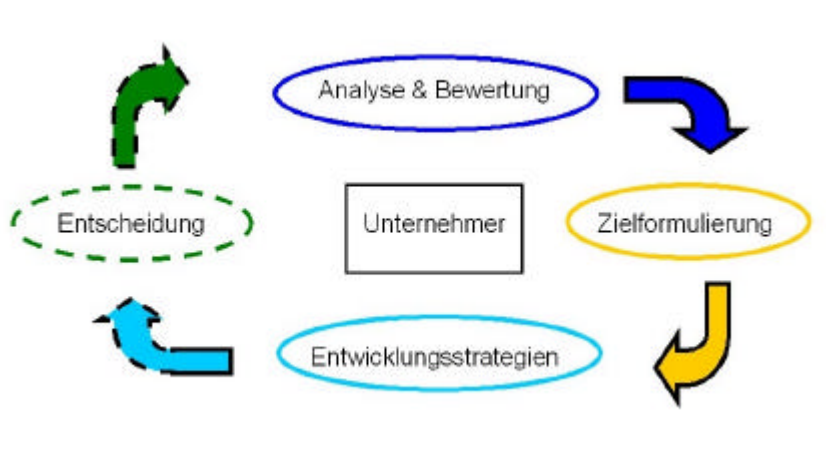 Analyse & Bewertung
Entscheidung
Unternehmer
Zielformulierung
Entwicklungsstrategien